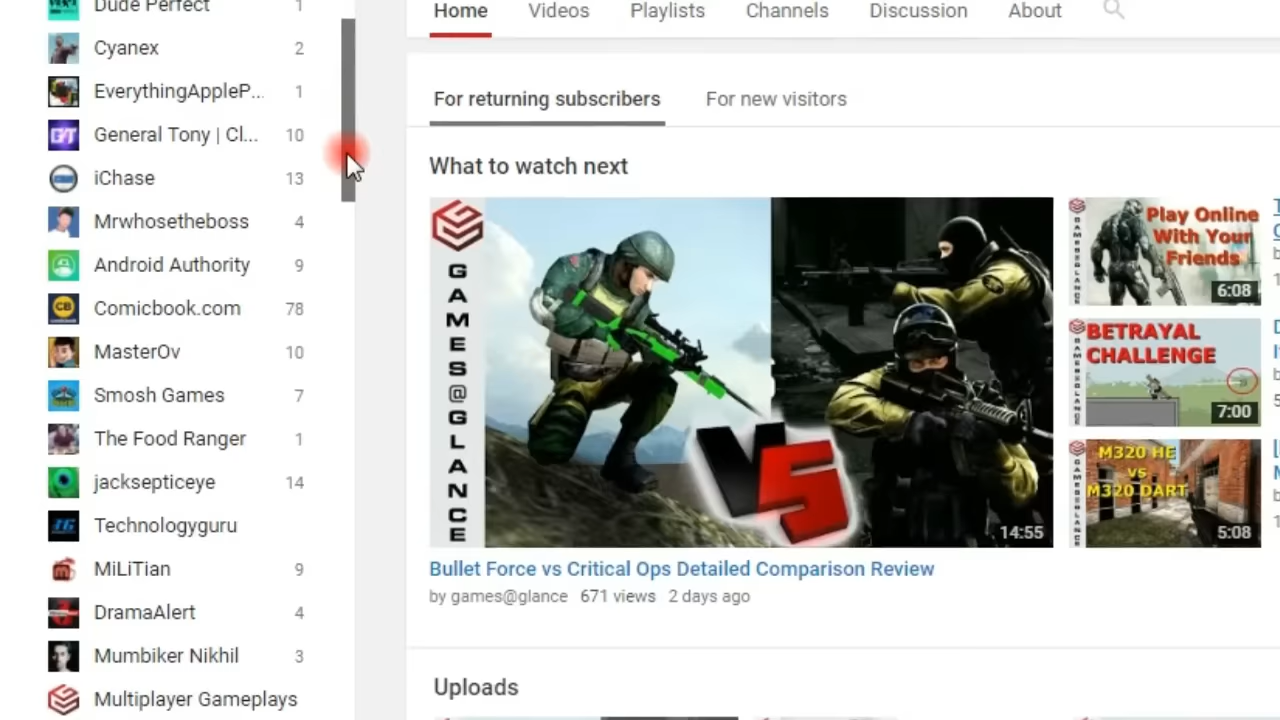 Dude Perfect 1
Cyanex 2
EverythingAppleP... 1
General Tony | Cl... 10
iChase 13
Mrwhosetheboss 4
Android Authority 9
Comicbook.com 78
MasterOv 10
Smosh Games 7
The Food Ranger 1
jacksepticeye 14
Technologyguru
MiLiTian 9
DramaAlert 4
Mumbiker Nikhil 3
Multiplayer Gameplays
Home Videos Playlists Channels Discussion About
For returning subscribers For new visitors
What to watch next
GAMES@GLANCE
VS
14:55
Bullet Force vs Critical Ops Detailed Comparison Review
by games@glance 671 views 2 days ago
Play Online
With Your
Friends
6:08
BETRAYAL
CHALLENGE
7:00
M320 HE
vs
M320 DART
5:08
Uploads